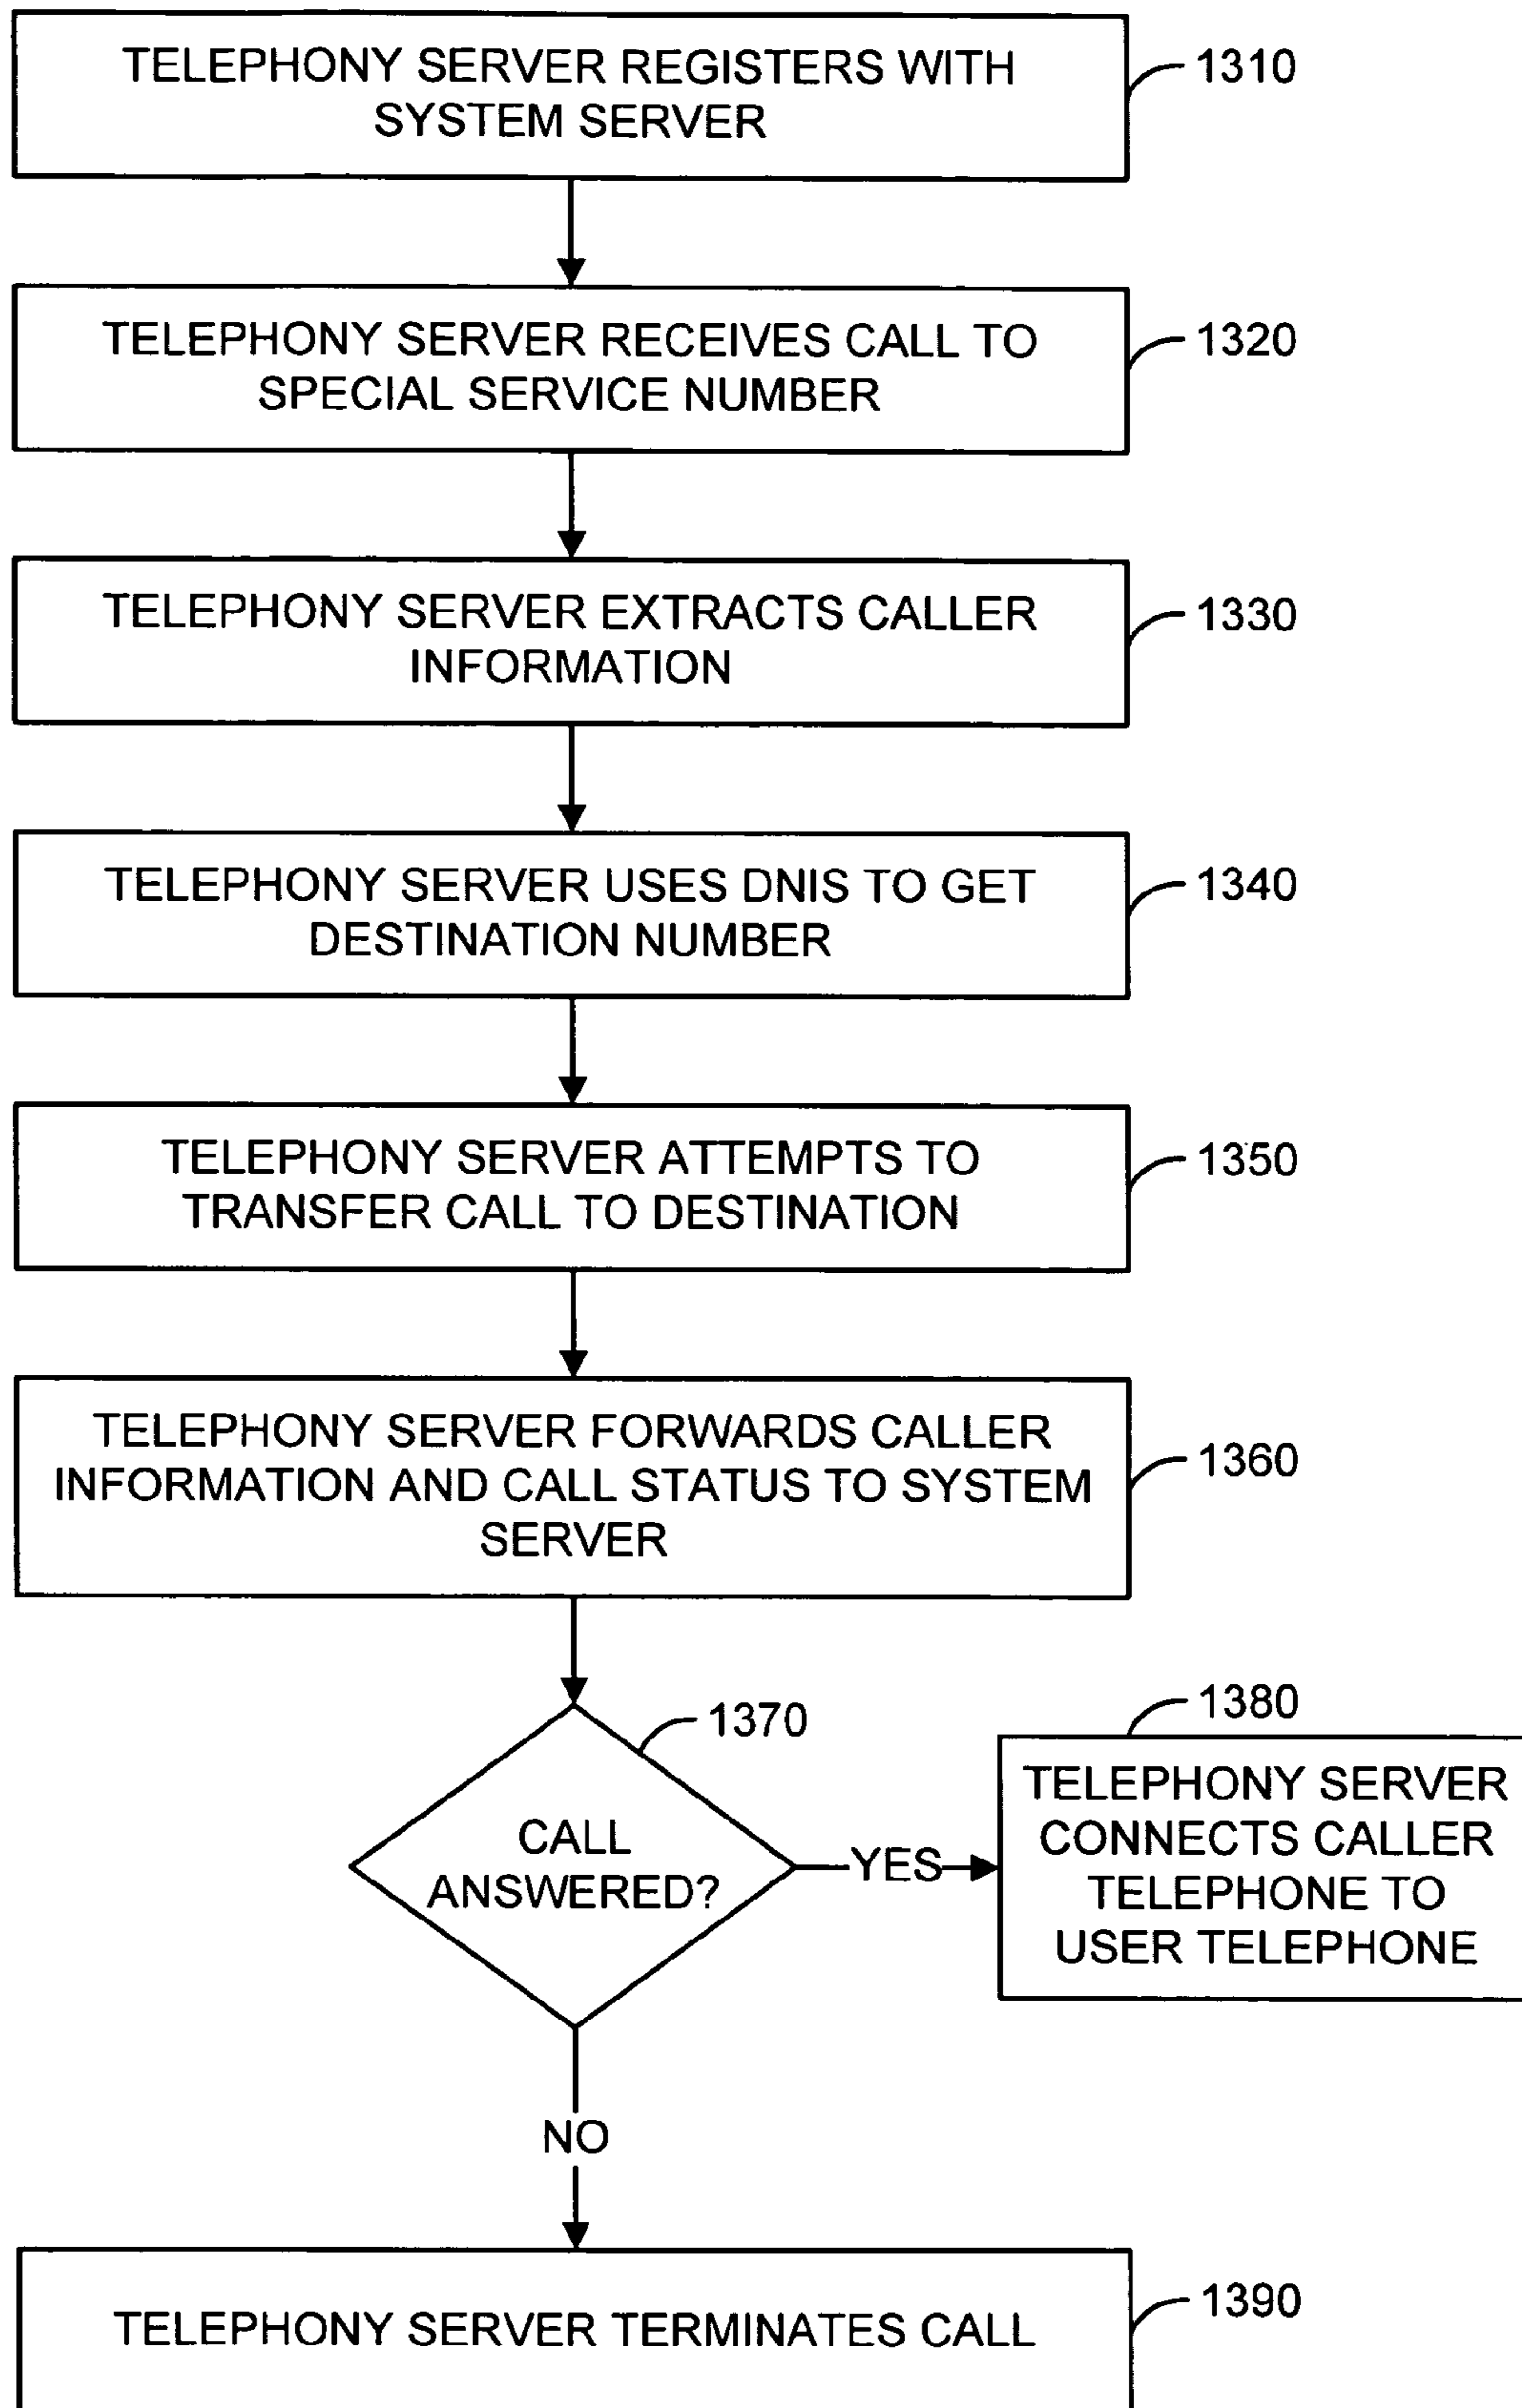 TELEPHONY SERVER REGISTERS WITH
SYSTEM SERVER
1310
TELEPHONY SERVER RECEIVES CALL TO
SPECIAL SERVICE NUMBER
1320
TELEPHONY SERVER EXTRACTS CALLER
INFORMATION
1330
TELEPHONY SERVER USES DNIS TO GET
DESTINATION NUMBER
1340
TELEPHONY SERVER ATTEMPTS TO
TRANSFER CALL TO DESTINATION
1350
TELEPHONY SERVER FORWARDS CALLER
INFORMATION AND CALL STATUS TO SYSTEM
SERVER
1360
1370
CALL
ANSWERED?
YES
1380
TELEPHONY SERVER
CONNECTS CALLER
TELEPHONE TO
USER TELEPHONE
NO
TELEPHONY SERVER TERMINATES CALL
1390